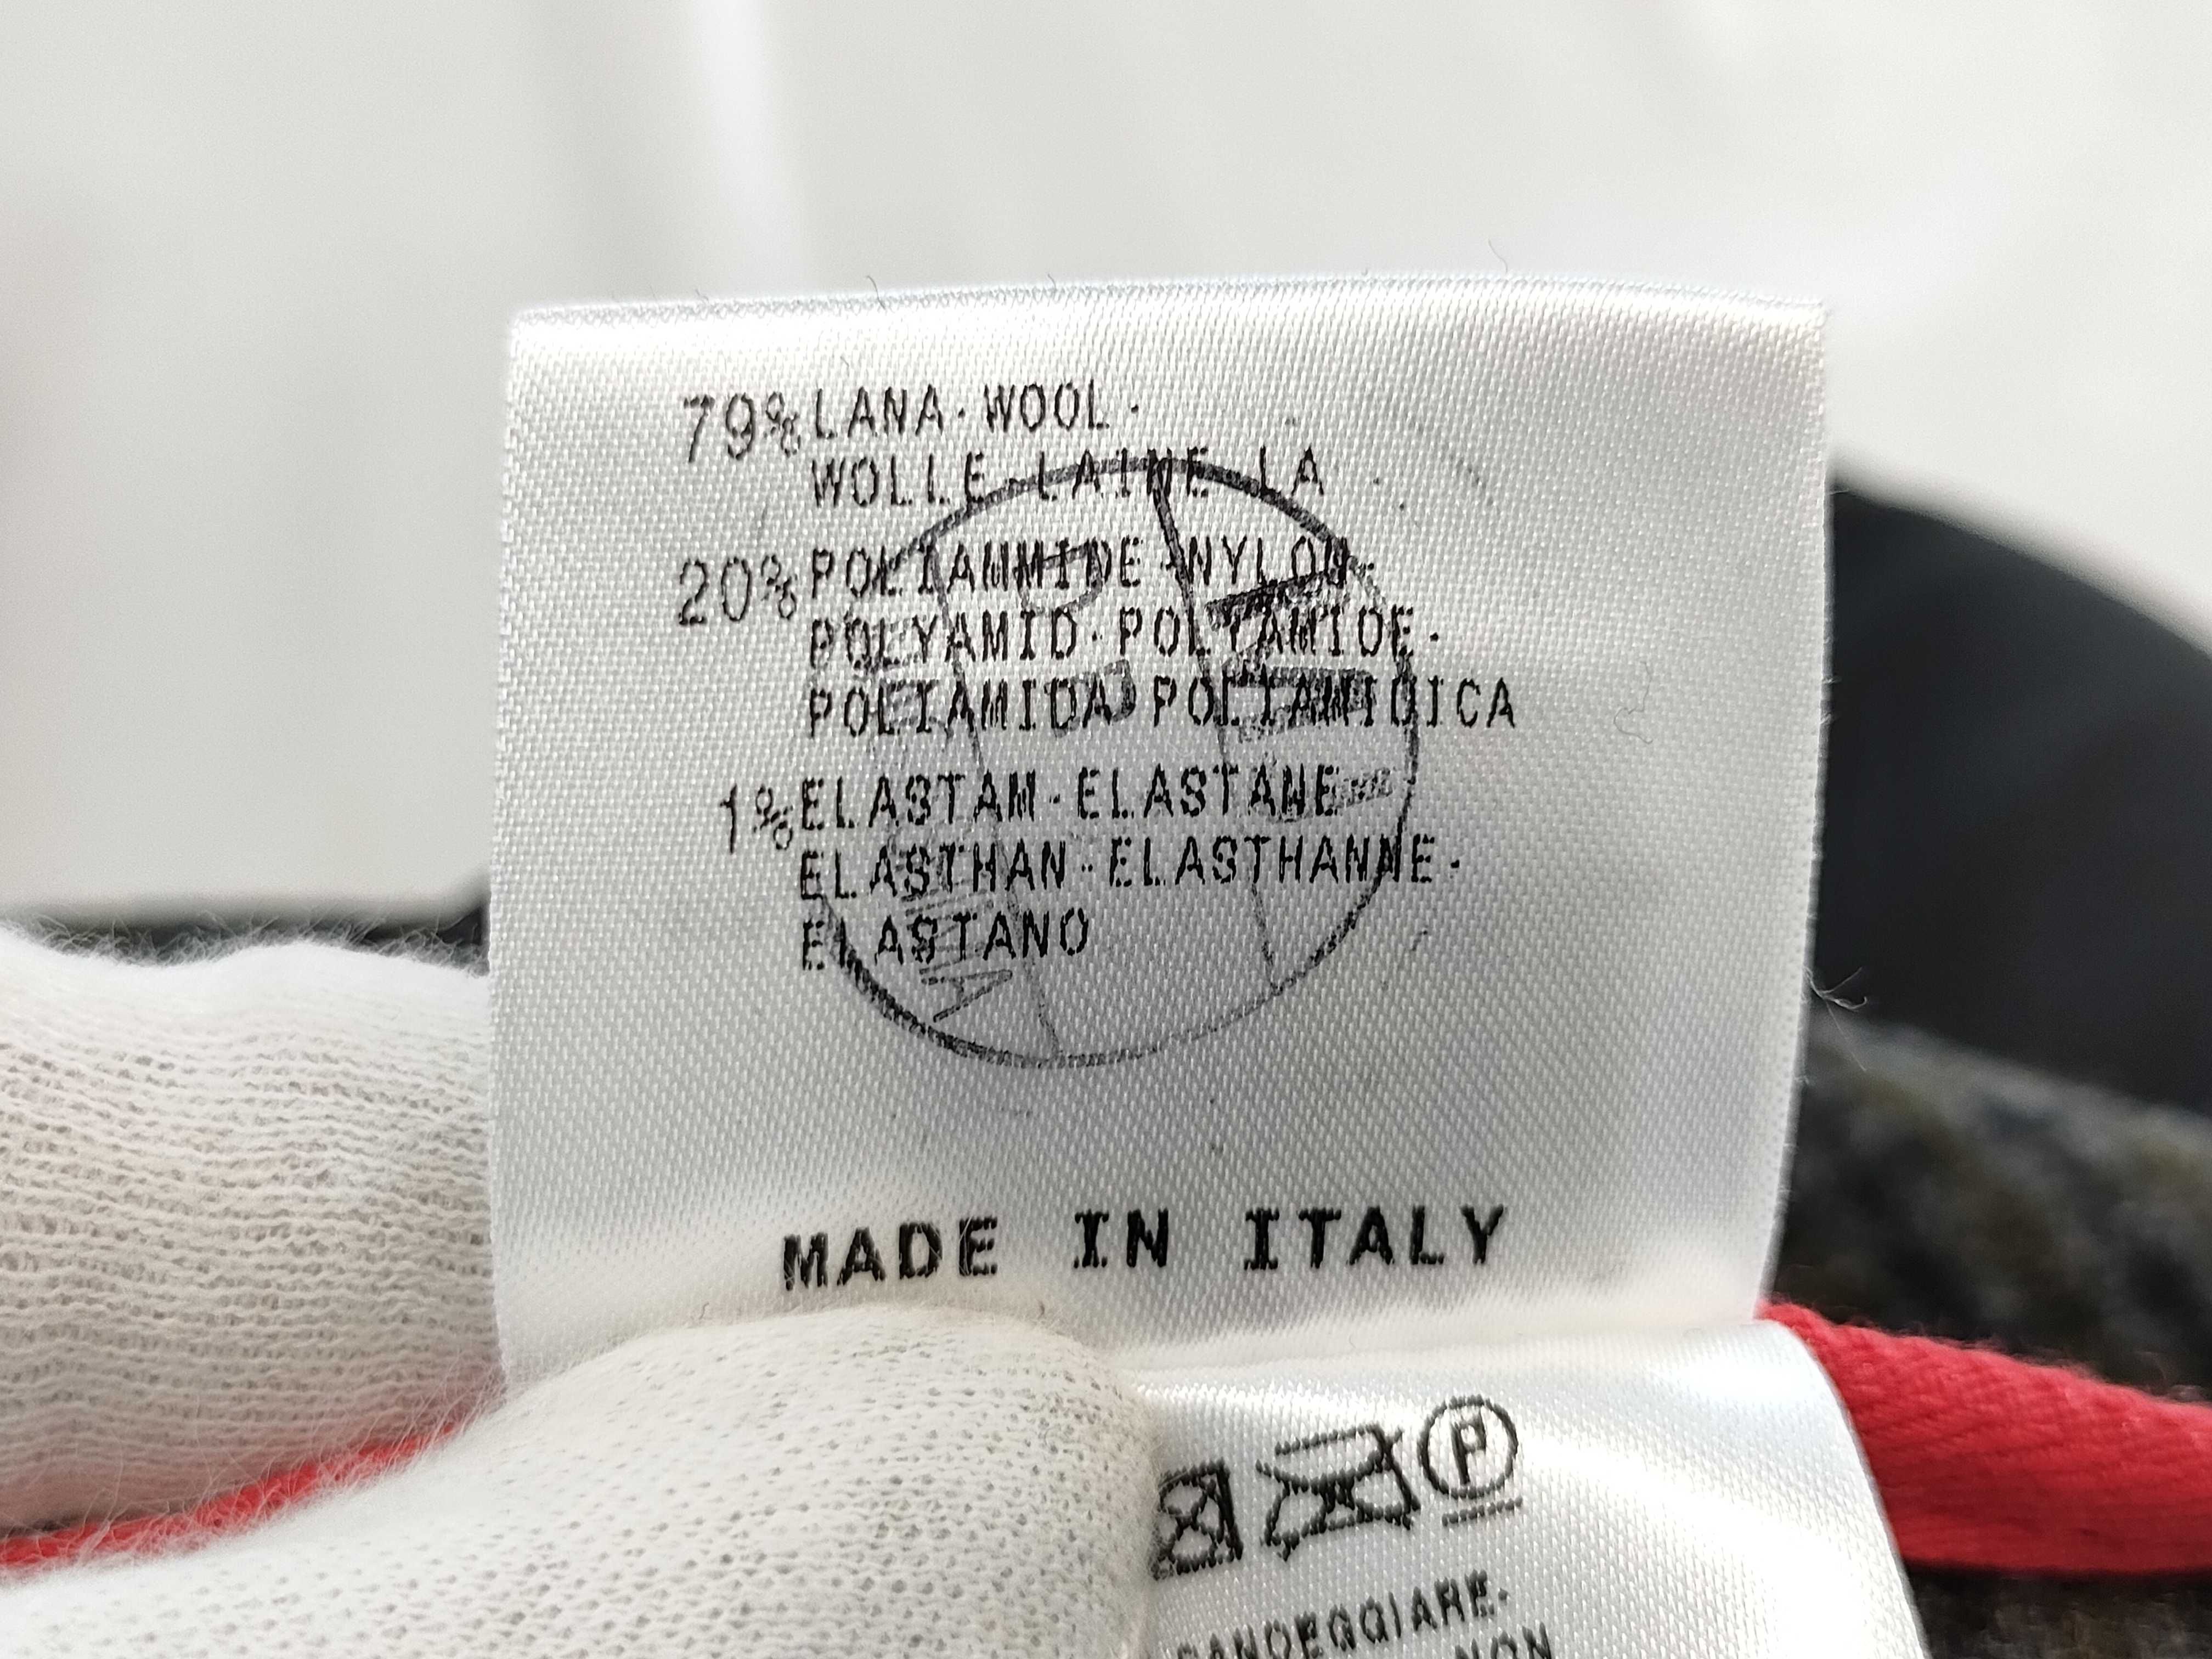 79% LANA·WOOL·
WOLLE·LAINE LA
20% POLIAMMIDE·NYLON·
POLYAMID·POLYAMIDE·
POLIAMIDA·POLIAMIDICA
1% ELASTAM·ELASTANE
ELASTHAN·ELASTHANNE·
ELASTANO
MADE IN ITALY
P
CANDEGGIARE·
NON